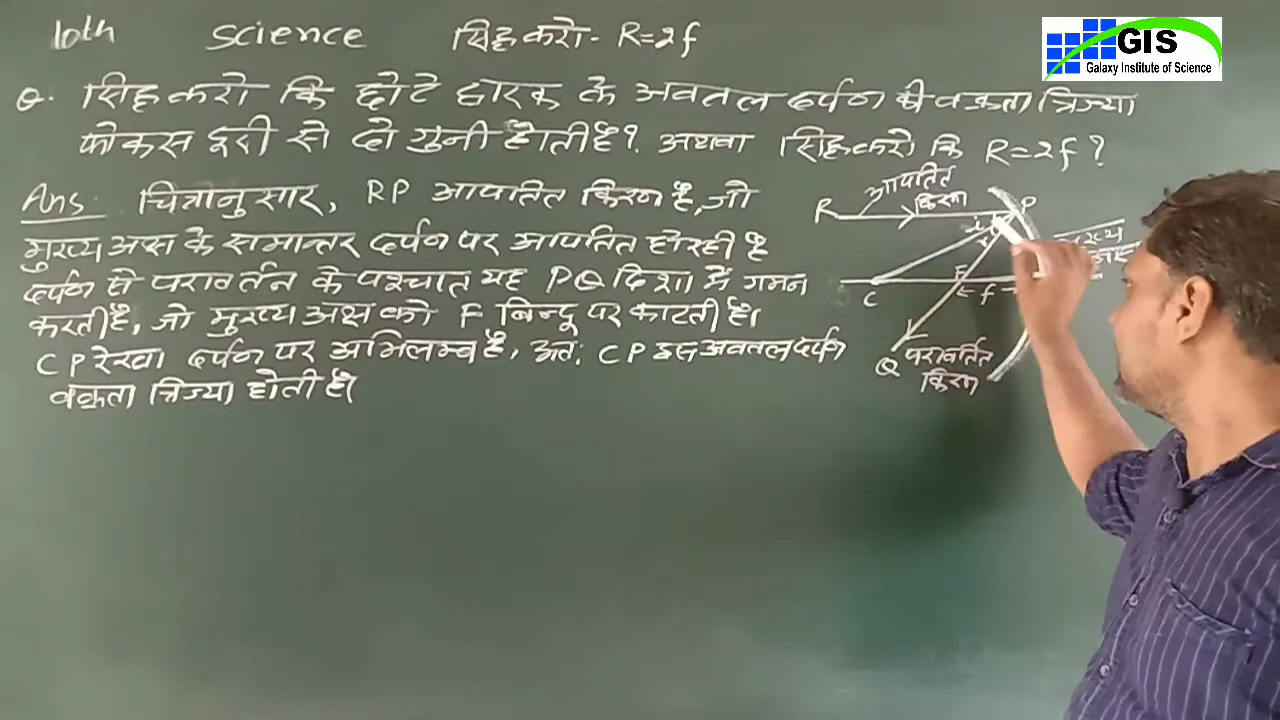 10th Science सिद्ध करो- R=2f
GIS
Galaxy Institute of Science
Q. सिद्ध करो कि छोटे द्वारक के अवतल दर्पण की वक्रता त्रिज्या
फोकस दूरी से दो गुनी होती है? अथवा सिद्ध करो कि R=2f?
Ans. चित्रानुसार, RP आपतित किरण है, जो
मुख्य अक्ष के समान्तर दर्पण पर आपतित हो रही है
दर्पण से परावर्तन के पश्चात यह PQ दिशा में गमन
करती है, जो मुख्य अक्ष को F बिन्दू पर काटती है।
CP रेखा दर्पण पर अभिलम्ब है, अतः CP इस अवतल दर्पण
वक्रता त्रिज्या होती है।
R आपतित किरण P
i
r
C F
f
Q परावर्तित
किरण